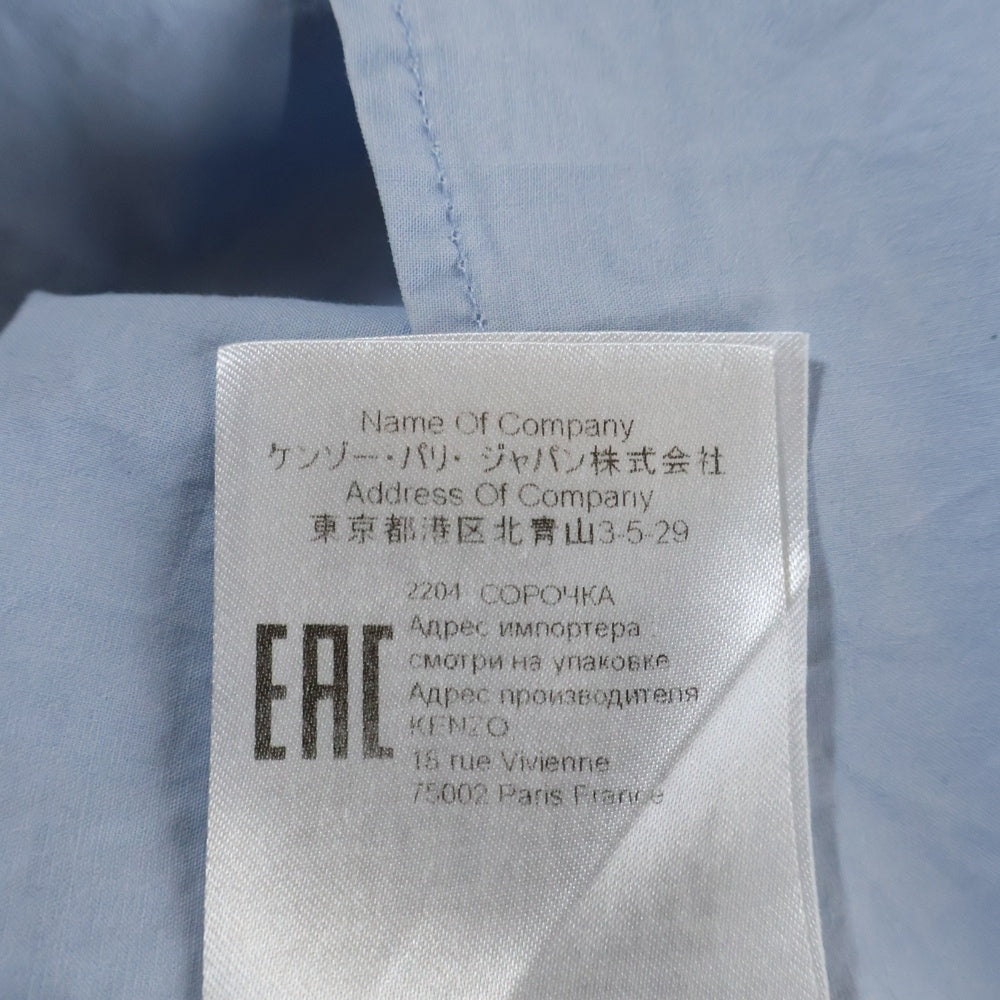 Name Of Company
ケンゾー・パリ・ジャパン株式会社
Address Of Company
東京都港区北青山3-5-29
2204 СОРОЧКА
EAC
Адрес импортера
смотри на упаковке
Адрес производителя
KENZO
18 rue Vivienne
75002 Paris France